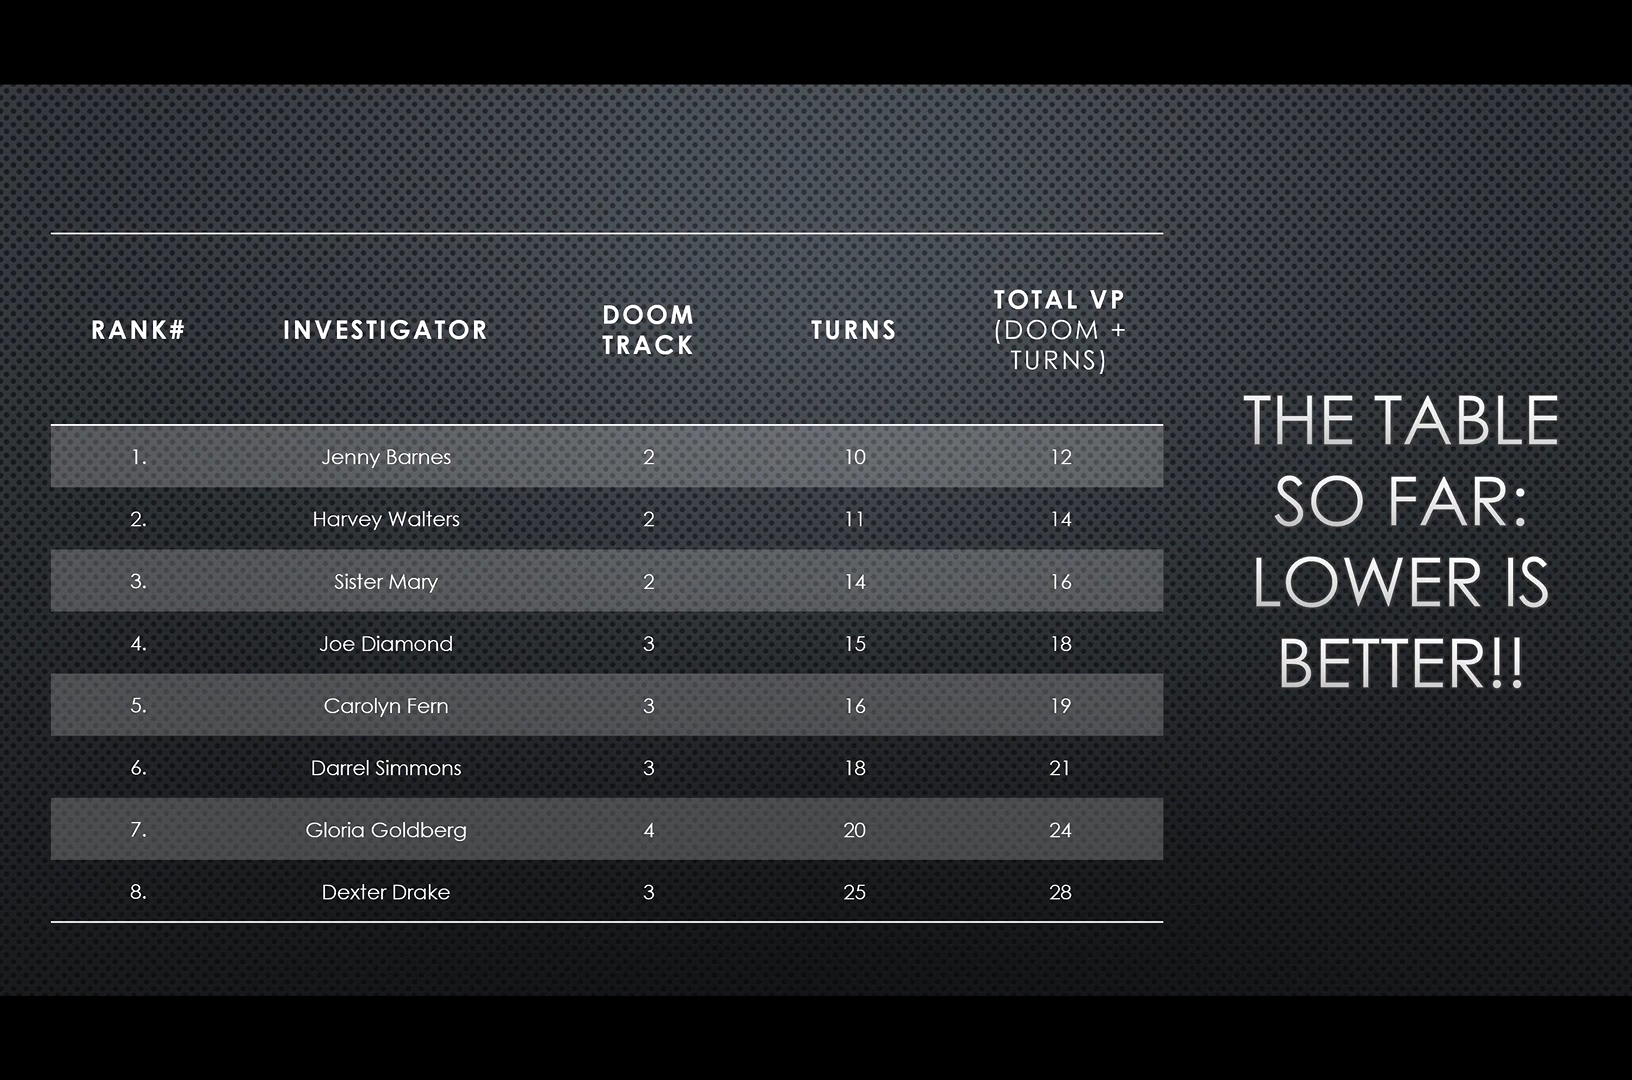 RANK# INVESTIGATOR DOOM TRACK TURNS TOTAL VP (DOOM + TURNS)
1. Jenny Barnes 2 10 12
2. Harvey Walters 2 11 14
3. Sister Mary 2 14 16
4. Joe Diamond 3 15 18
5. Carolyn Fern 3 16 19
6. Darrel Simmons 3 18 21
7. Gloria Goldberg 4 20 24
8. Dexter Drake 3 25 28
THE TABLE
SO FAR:
LOWER IS
BETTER!!